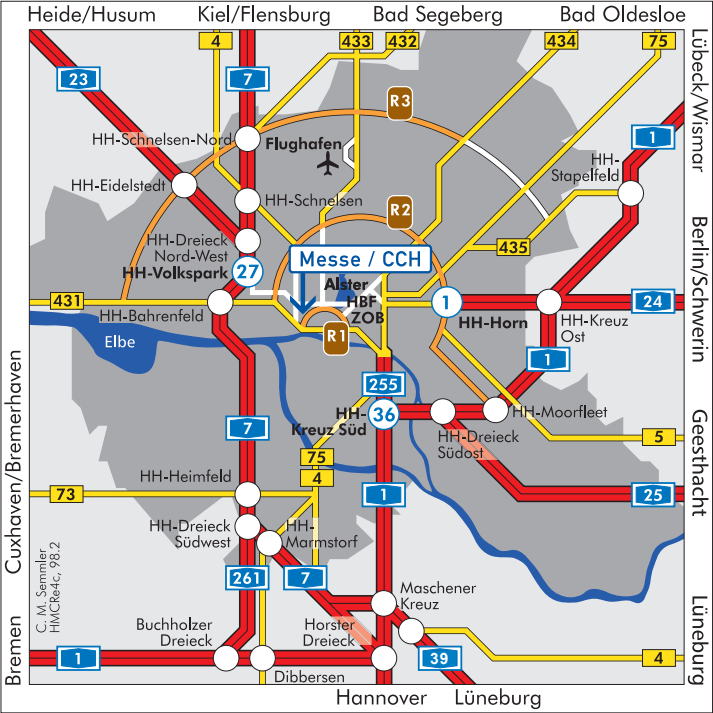 Heide/Husum
Kiel/Flensburg
Bad Segeberg
Bad Oldesloe
4
433
432
434
75
23
7
R3
1
Lübeck/Wismar
HH-Schnelsen-Nord
Flughafen
HH-
Stapelfeld
HH-Eidelstedt
HH-Schnelsen
R2
HH-Dreieck
Nord-West
435
HH-Volkspark
27
Messe / CCH
Berlin/Schwerin
Alster
HBF
ZOB
431
1
24
HH-Bahrenfeld
HH-Horn
HH-Kreuz
Ost
Elbe
R1
1
255
HH-
Kreuz Süd
36
HH-Moorfleet
7
HH-Dreieck
Südost
5
Geesthacht
75
4
Cuxhaven/Bremerhaven
HH-Heimfeld
73
1
25
HH-Dreieck
Südwest
HH-
Marmstorf
C. M. Semmler
HMCRe4c, 98.2
261
7
Maschener
Kreuz
Buchholzer
Dreieck
Horster
Dreieck
Bremen
1
39
4
Lüneburg
Dibbersen
Hannover
Lüneburg